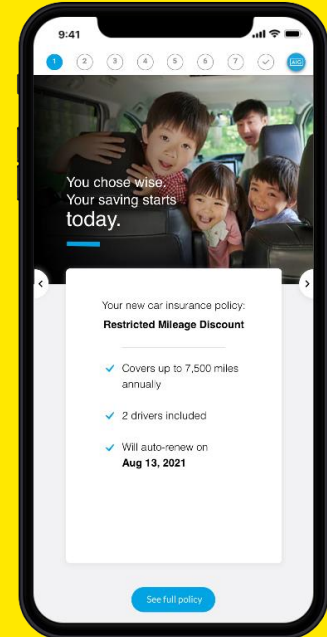 9:41
1 2 3 4 5 6 7 AIG
You chose wise.
Your saving starts
today.
Your new car insurance policy:
Restricted Mileage Discount
Covers up to 7,500 miles
annually
2 drivers included
Will auto-renew on
Aug 13, 2021
See full policy